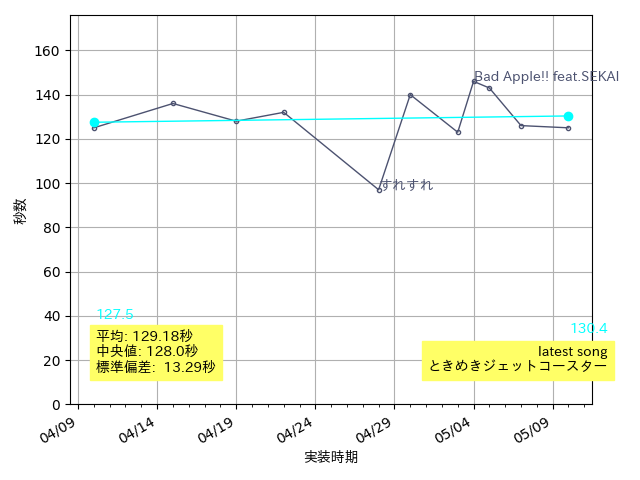 160
140
120
100
80
60
40
20
0
秒数
Bad Apple!! feat.SEKAI
すれすれ
127.5
130.4
平均: 129.18秒
中央値: 128.0秒
標準偏差: 13.29秒
latest song
ときめきジェットコースター
04/09
04/14
04/19
04/24
04/29
05/04
05/09
実装時期